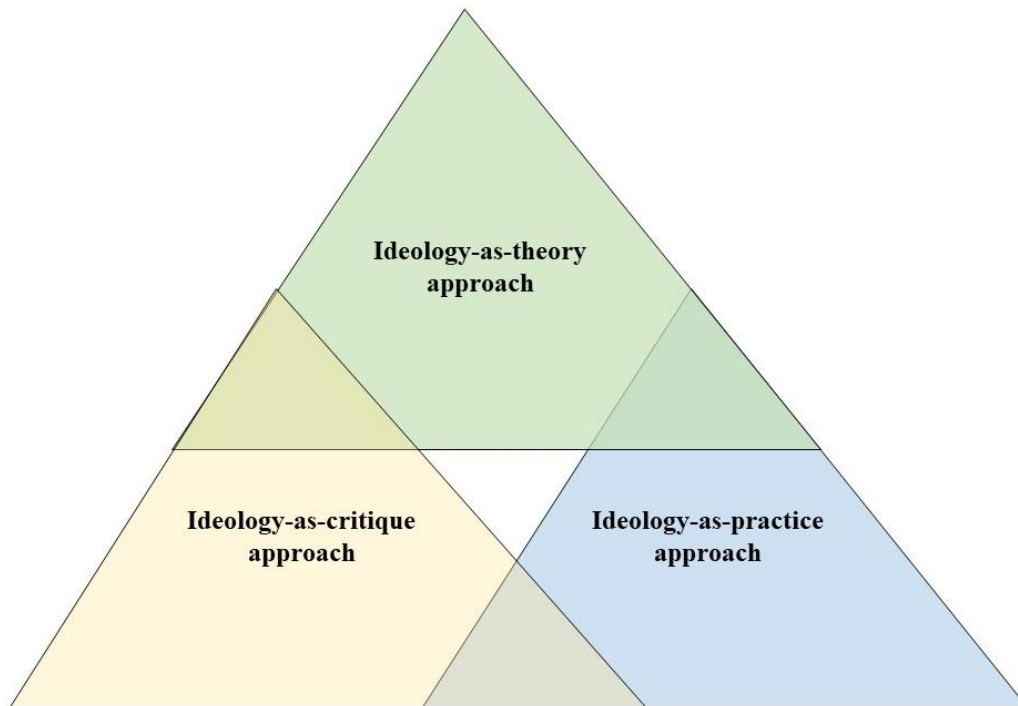 Ideology-as-theory
approach
Ideology-as-critique
approach
Ideology-as-practice
approach